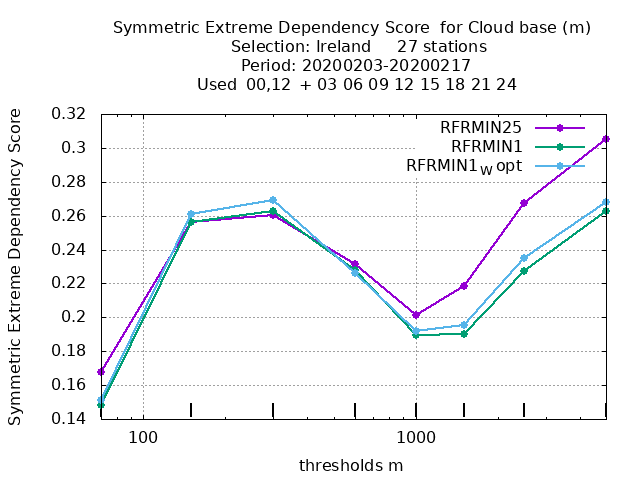 Symmetric Extreme Dependency Score  for Cloud base (m)
Selection: Ireland     27 stations
Period: 20200203-20200217
Used  00,12  + 03 06 09 12 15 18 21 24
RFRMIN25
RFRMIN1
RFRMIN1W opt
Symmetric Extreme Dependency Score
0.32
0.3
0.28
0.26
0.24
0.22
0.2
0.18
0.16
0.14
100 1000
thresholds m